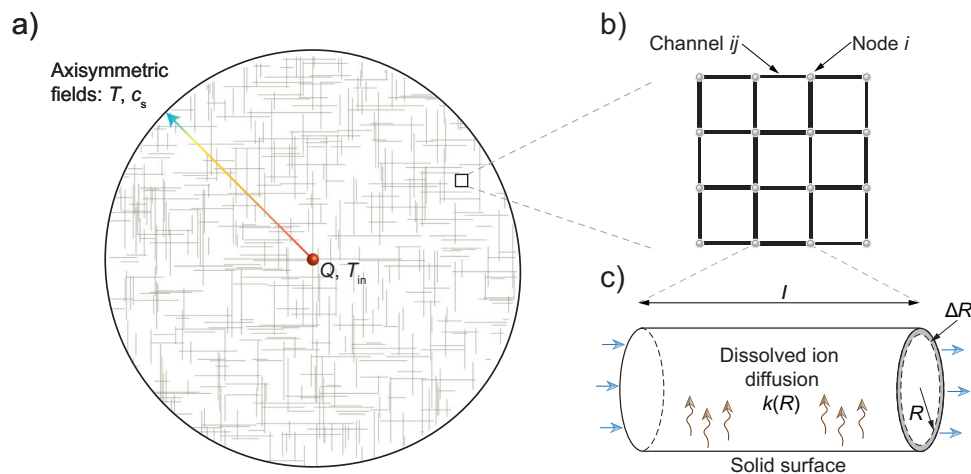 a)
Axisymmetric
fields: T, cs
Q, Tin
b)
Channel ij
Node i
c)
l
ΔR
Dissolved ion
diffusion
k(R)
R
Solid surface